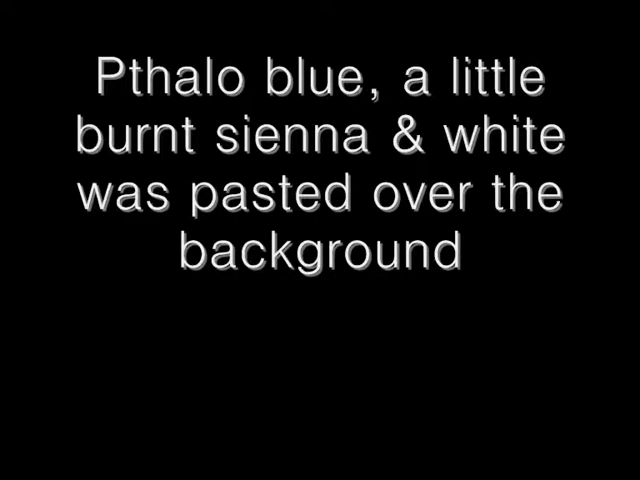 Pthalo blue, a little
burnt sienna & white
was pasted over the
background